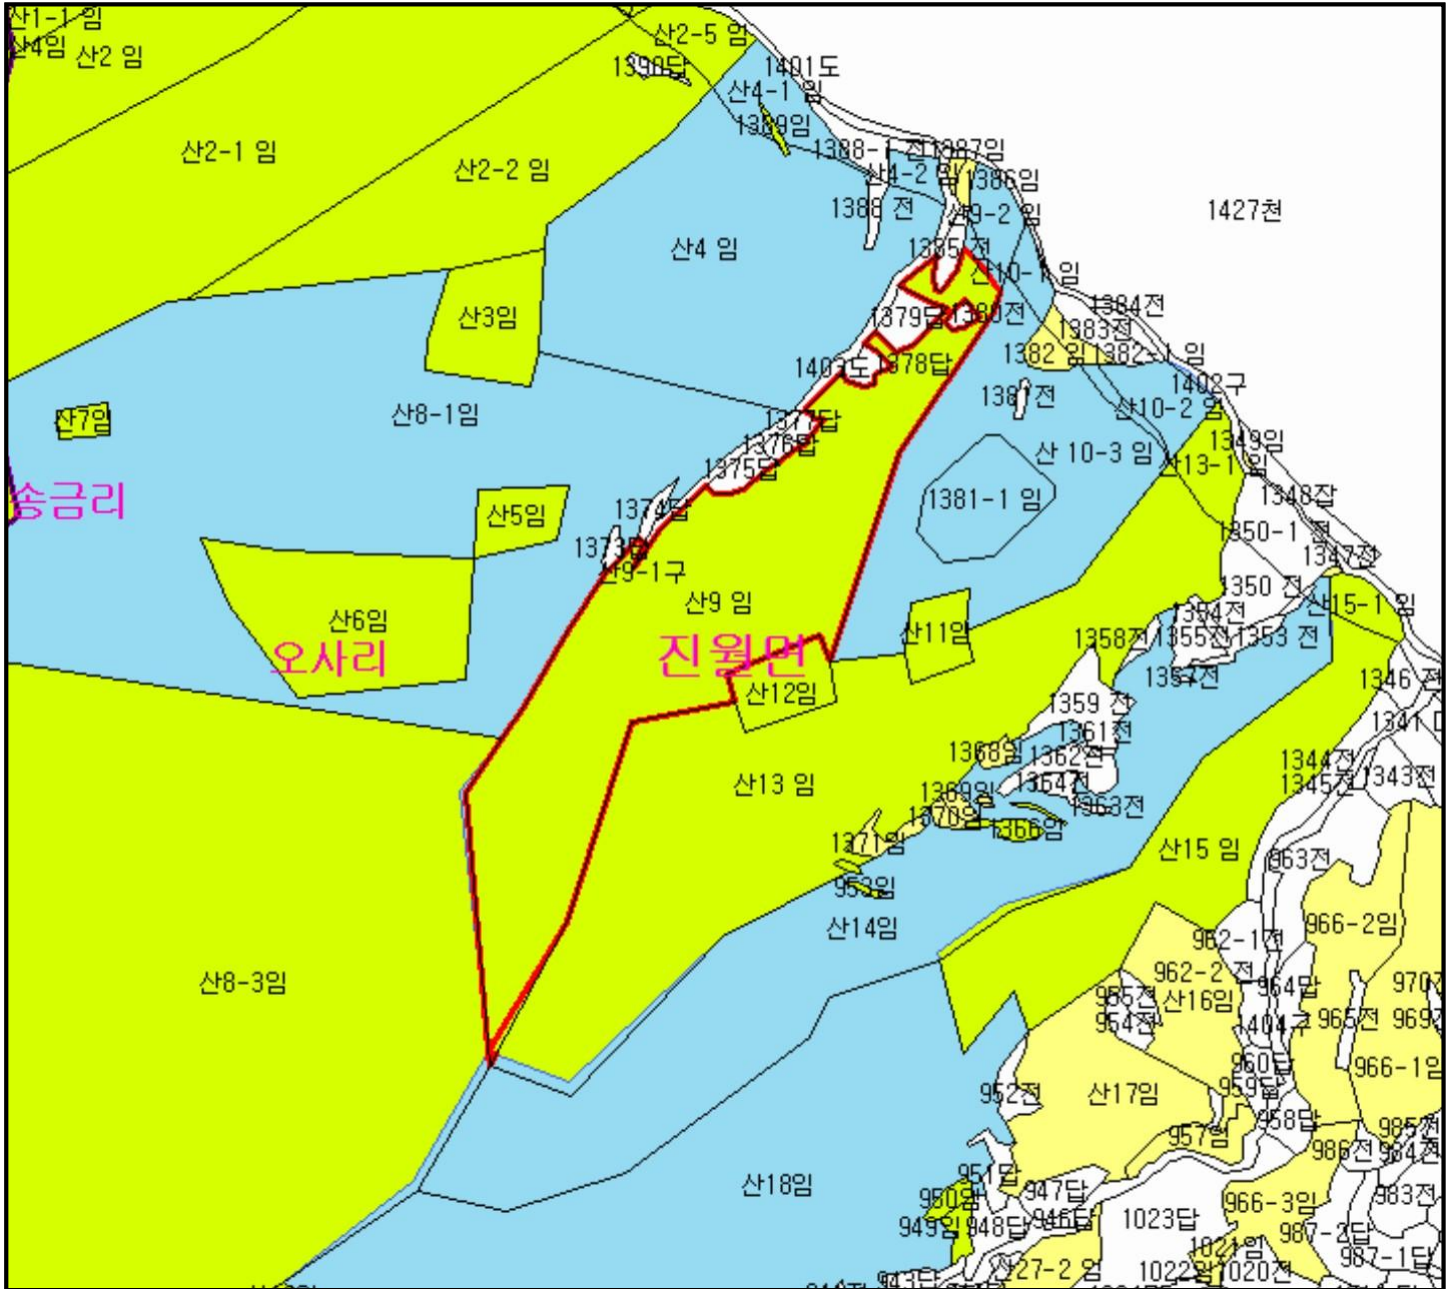 산1-1 임
산4임
산2 임
산2-5 임
1390답
1401도
산4-1 임
1389임
산2-1 임
산2-2 임
1388-1 전
1387임
산4-2 임
1386임
1388 전
산9-2 임
1427천
산4 임
1385 전
산10-1 임
산3임
1384전
1379답
1380전
1383전
1382 임
1382-1 임
1403도
1378답
1402구
1381전
산10-2 임
산7임
산8-1임
1377답
1376답
1349임
산 10-3 임
산13-1 임
1375답
송금리
1381-1 임
1348잡
산5임
1374답
1350-1 전
1373답
1347전
산9-1구
1350 전
산9 임
산15-1 임
1354전
산6임
산11임
1358전
1355전
1353 전
오사리
진월면
1357전
1346 전
산12임
1359 전
1361전
1341
1368임
1362전
1344전
산13 임
1364전
1345전
1343전
1369임
1363전
1370임
1366임
1371임
산15 임
963전
953임
산14임
966-2임
962-1전
962-2 전
산8-3임
964답
970
955전
산16임
954전
1404구
965전
969
960답
966-1임
952전
산17임
959답
958답
957임
985전
986전
984전
951답
산18임
950임
947답
983전
966-3임
949임
948답
946답
1023답
987-2답
1021임
987-1답
943답
산27-2 임
1022임
1020전